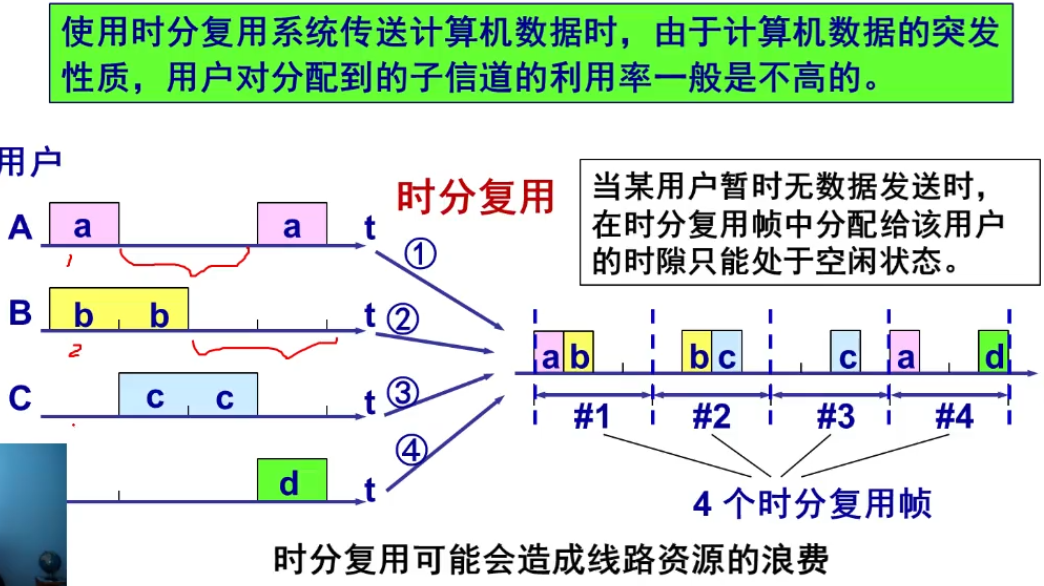 使用时分复用系统传送计算机数据时，由于计算机数据的突发
性质，用户对分配到的子信道的利用率一般是不高的。
用户
时分复用
当某用户暂时无数据发送时，
在时分复用帧中分配给该用户
的时隙只能处于空闲状态。
A a a t ①
1
B b b t ②
2
C c c t ③
d t ④
a b b c c a d
#1 #2 #3 #4
4 个时分复用帧
时分复用可能会造成线路资源的浪费